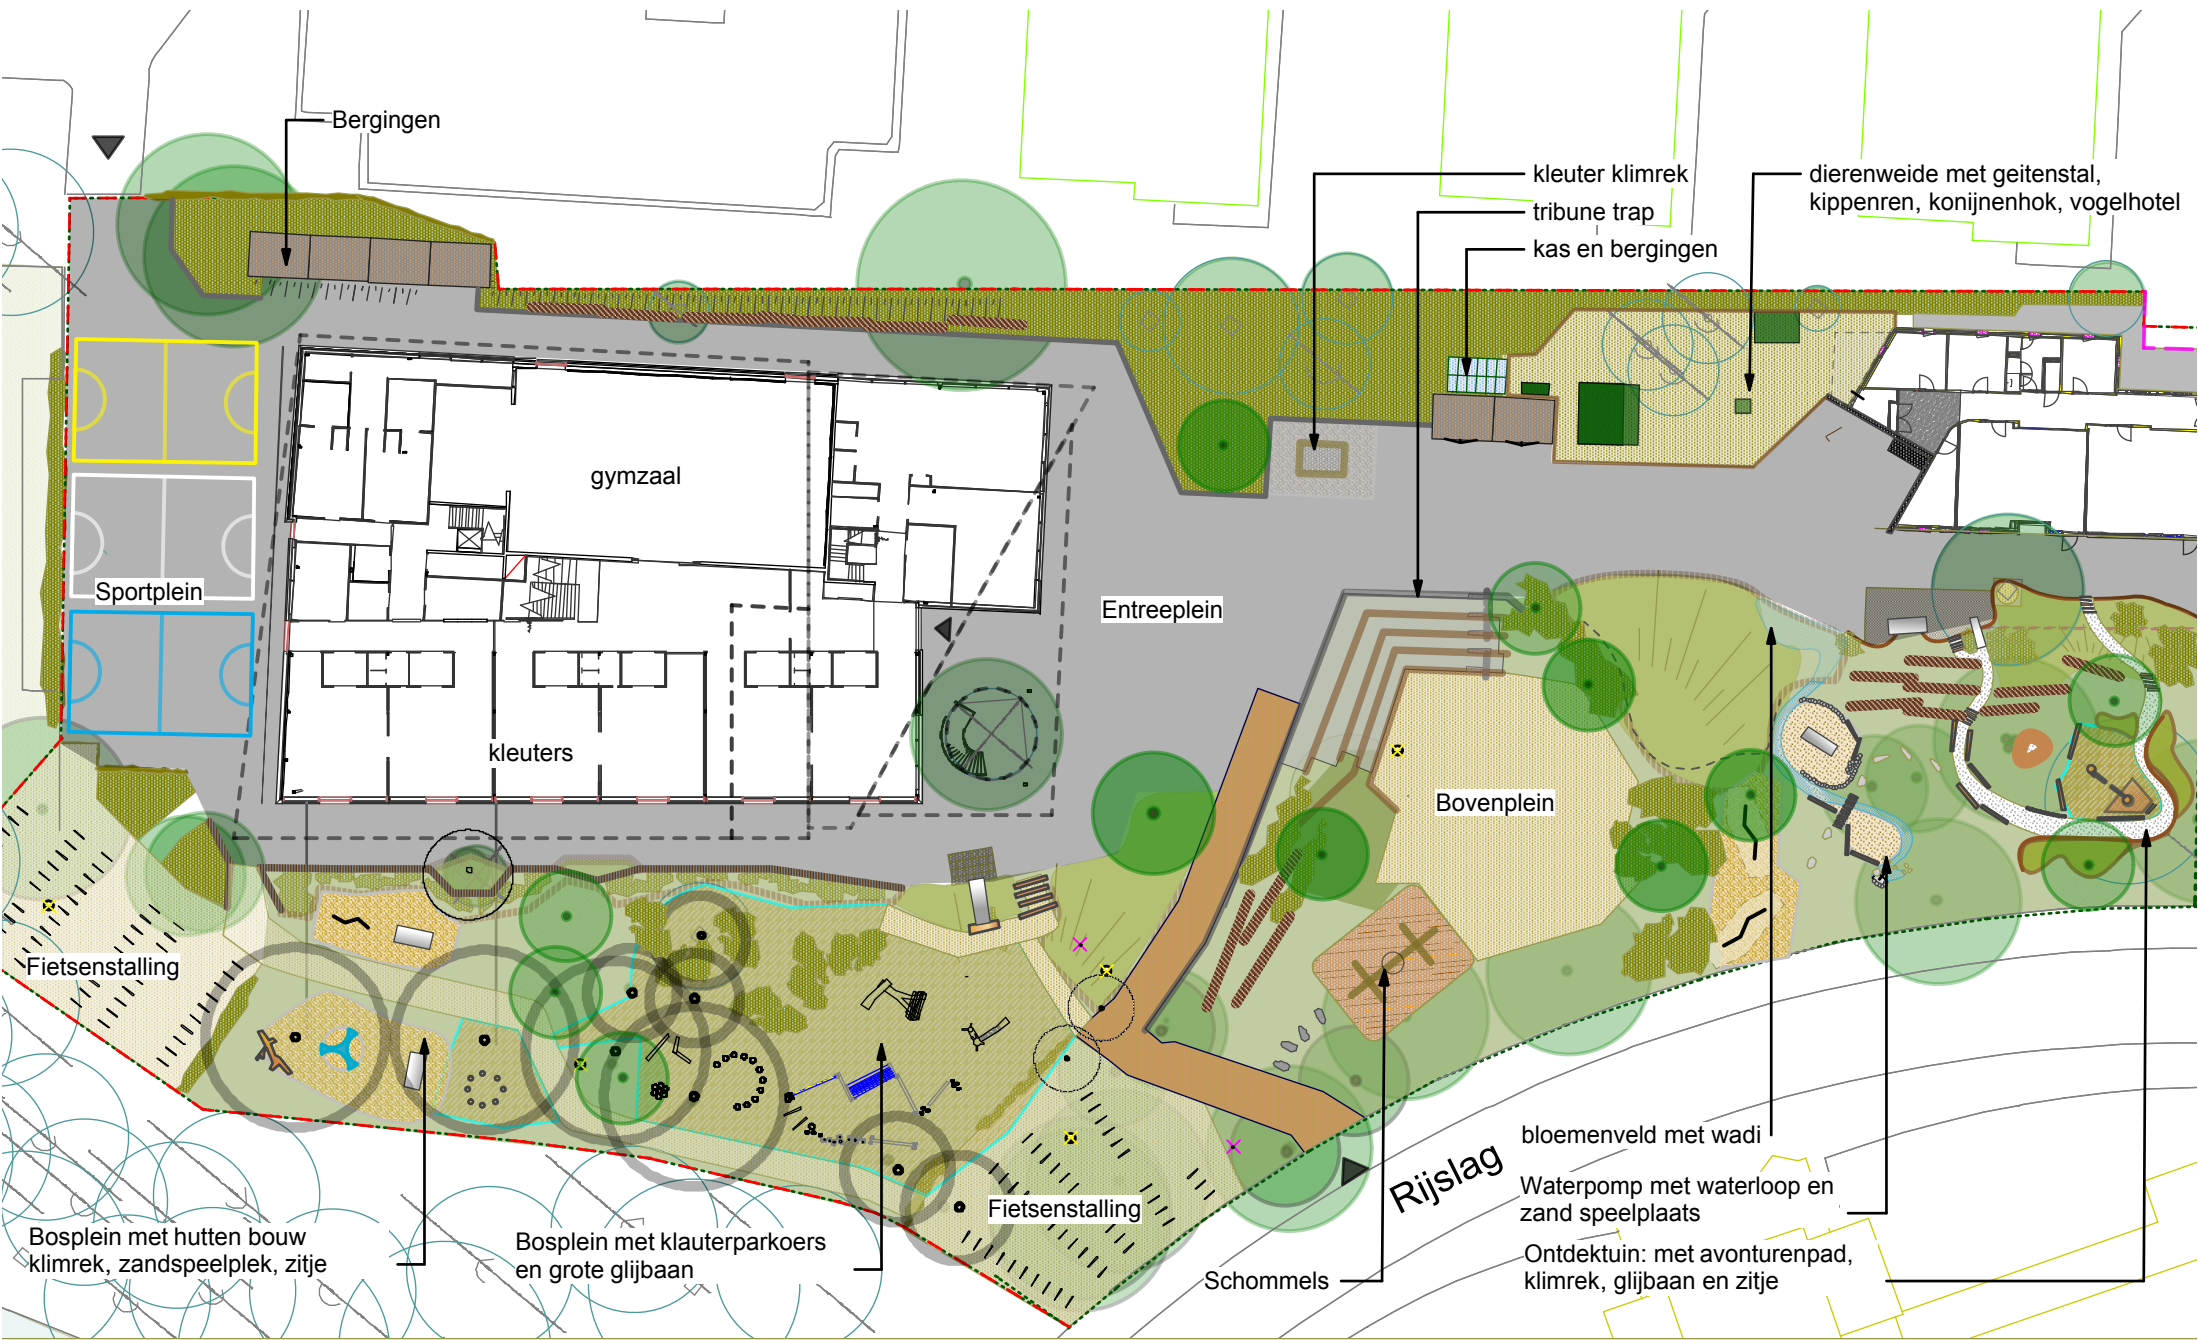 Bergingen
kleuter klimrek
tribune trap
kas en bergingen
dierenweide met geitenstal,
kippenren, konijnenhok, vogelhotel
gymzaal
Sportplein
Entreeplein
kleuters
Bovenplein
Fietsenstalling
Fietsenstalling
Rijslag
Bosplein met hutten bouw
klimrek, zandspeelplek, zitje
Bosplein met klauterparkoers
en grote glijbaan
Schommels
bloemenveld met wadi
Waterpomp met waterloop en
zand speelplaats
Ontdektuin: met avonturenpad,
klimrek, glijbaan en zitje